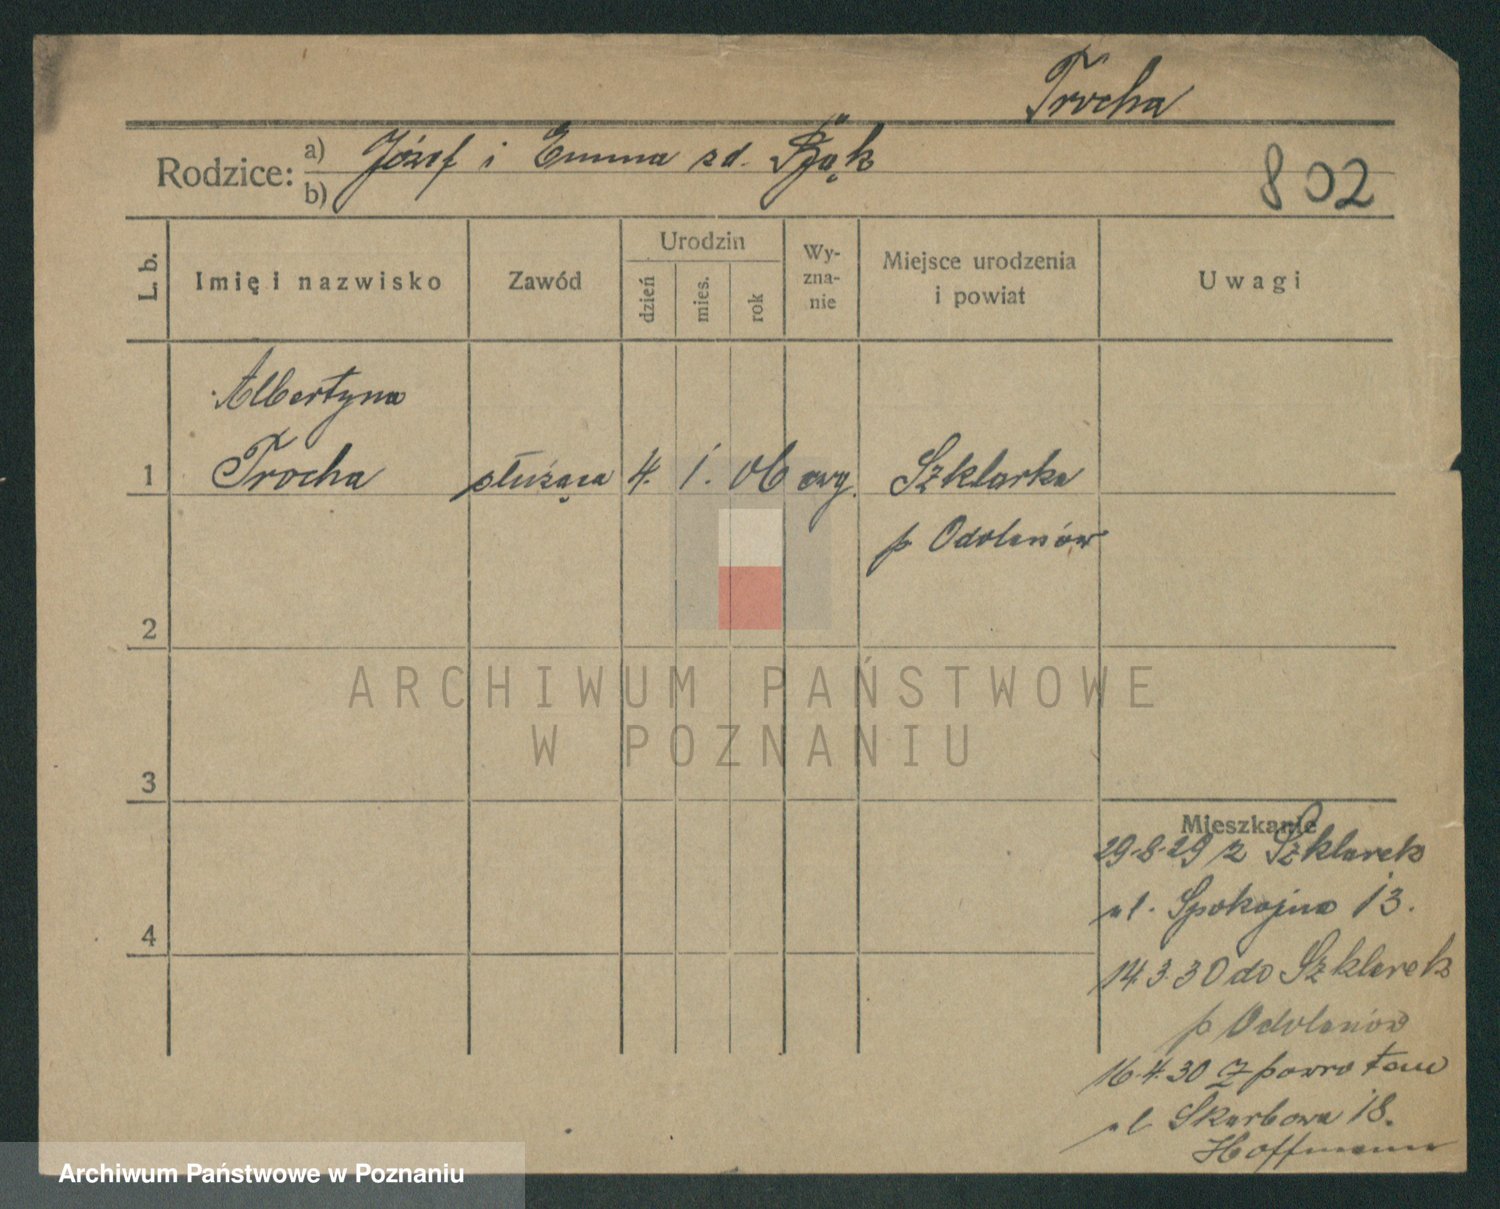 Trocha
Rodzice:
a) Józef i Emma z d. Bąk
b)
802
L. b.
Imię i nazwisko
Zawód
Urodzin
dzień
mies.
rok
Wy-
zna-
nie
Miejsce urodzenia
i powiat
Uwagi
Albertyna
1 Trocha służąca 4. 1. 06 ewg. Szklarka
p Odolanów
2
3
4
ARCHIWUM PAŃSTWOWE
W POZNANIU
Mieszkanie
29-8-29 z Szklarek
ul. Spokojna 13.
14.3.30 do Szklarek
p Odolanów
16.4.30 z powrotem
ul Skarbowa 18.
Hoffmann
Archiwum Państwowe w Poznaniu